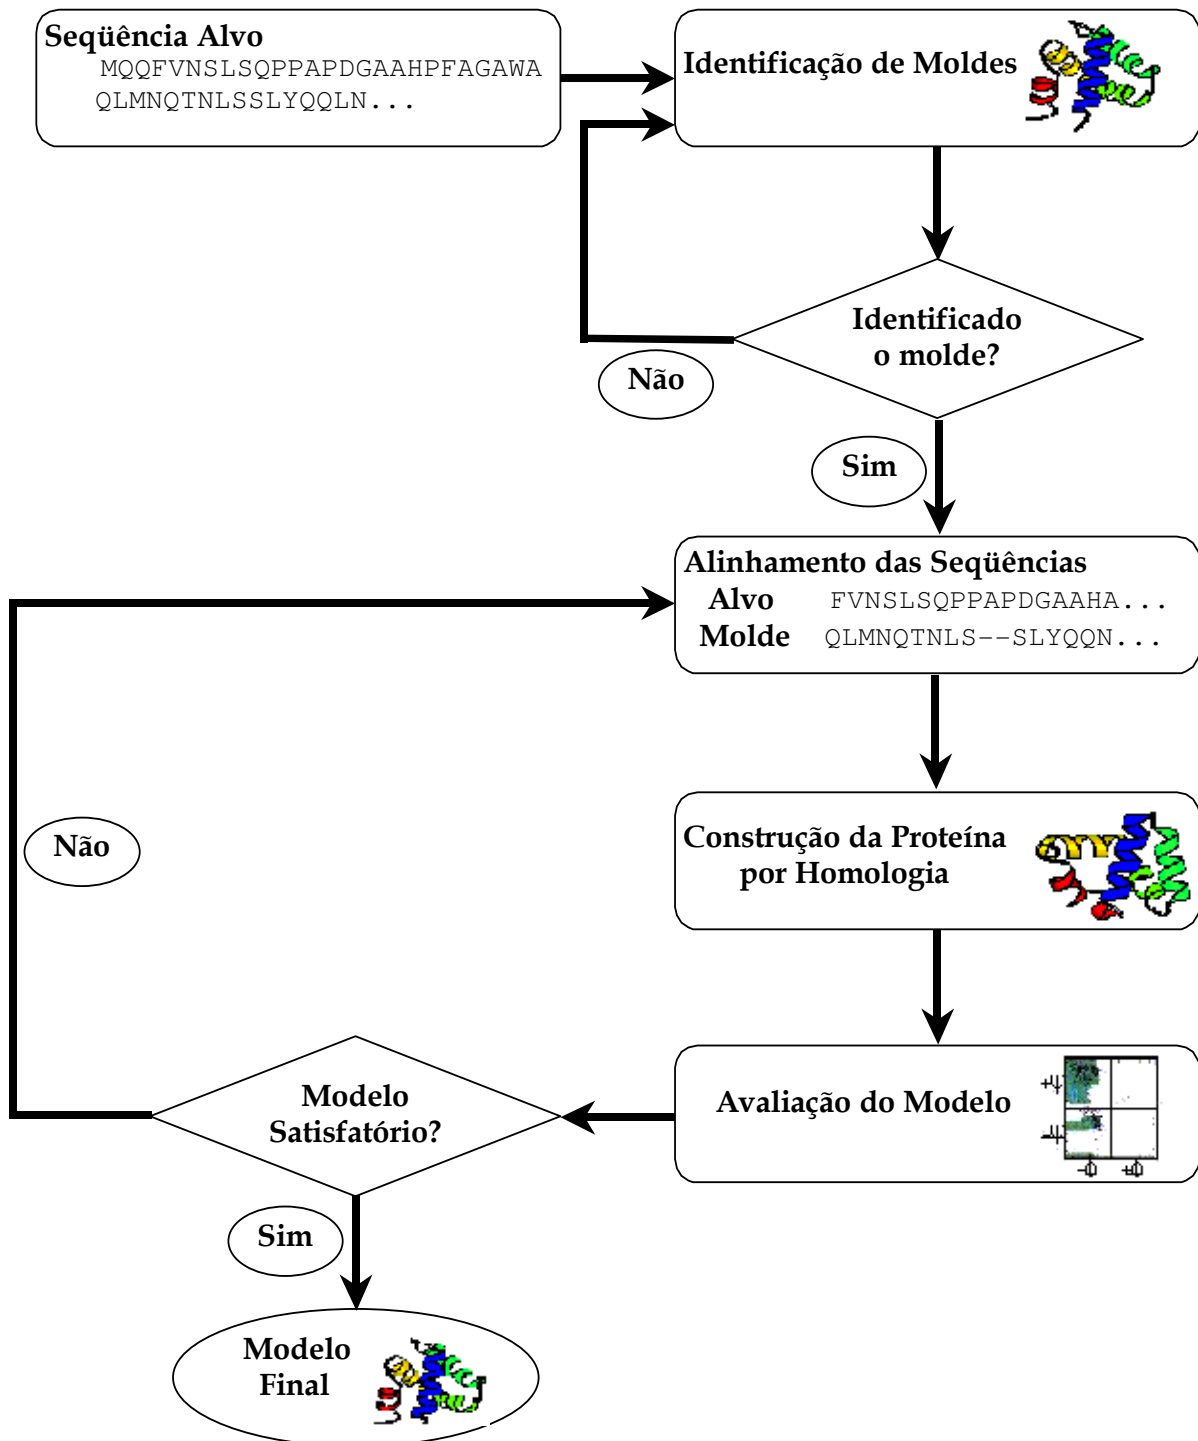 Seqüência Alvo
MQQFVNSLSQPPAPDGAAHPFAGAWA
QLMNQTNLSSLYQQLN...
Identificação de Moldes
Identificado
o molde?
Não
Sim
Alinhamento das Seqüências
Alvo FVNSLSQPPAPDGAAHA...
Molde QLMNQTNLS--SLYQQN...
Construção da Proteína
por Homologia
Não
Avaliação do Modelo
+ψ
-ψ
-ϕ +ϕ
Modelo
Satisfatório?
Sim
Modelo
Final